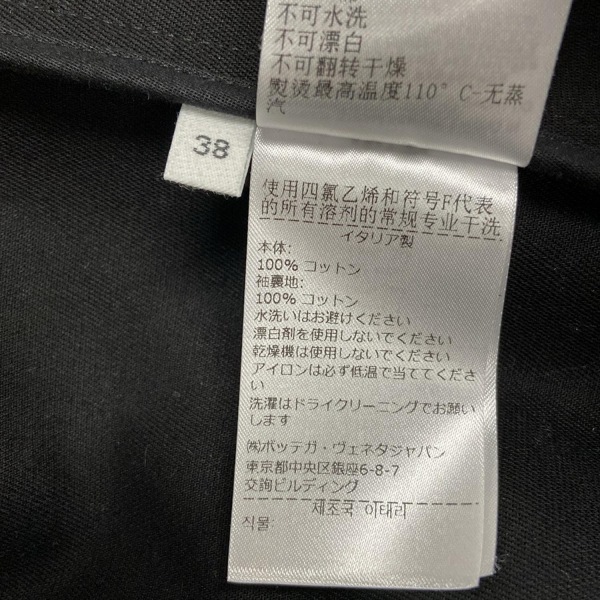 不可水洗
不可漂白
不可翻转干燥
熨烫最高温度110°C-无蒸
汽
38
使用四氯乙烯和符号F代表
的所有溶剂的常规专业干洗
イタリア製
本体:
100% コットン
袖裏地:
100% コットン
水洗いはお避けください
漂白剤を使用しないでください
乾燥機は使用しないでください
アイロンは必ず低温で当ててくださ
い
洗濯はドライクリーニングでお願い
します
㈱ボッテガ・ヴェネタジャパン
東京都中央区銀座6-8-7
交詢ビルディング
제조국 이태리
직물: